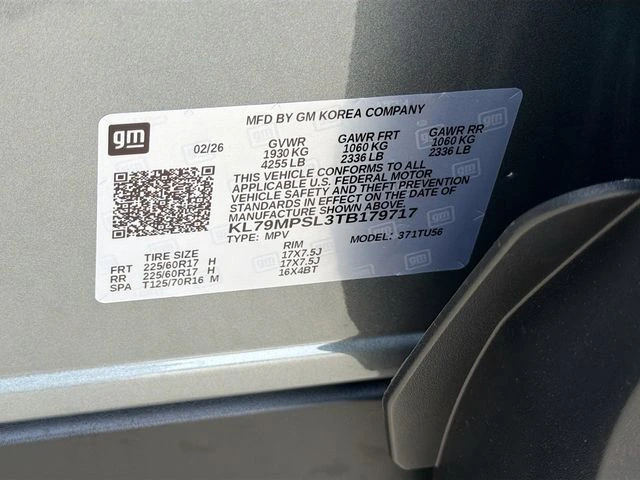 gm
MFD BY GM KOREA COMPANY
02/26 GVWR GAWR FRT GAWR RR
1930 KG 1060 KG 1060 KG
4255 LB 2336 LB 2336 LB
THIS VEHICLE CONFORMS TO ALL
APPLICABLE U.S. FEDERAL MOTOR
VEHICLE SAFETY AND THEFT PREVENTION
STANDARDS IN EFFECT ON THE DATE OF
MANUFACTURE SHOWN ABOVE.
KL79MPSL3TB179717
TYPE: MPV MODEL: 371TU56
TIRE SIZE RIM
FRT 225/60R17 H 17X7.5J
RR 225/60R17 H 17X7.5J
SPA T125/70R16 M 16X4BT